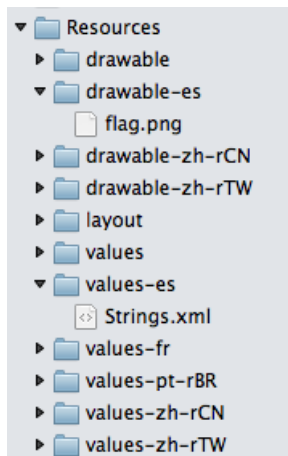 Resources
drawable
drawable-es
flag.png
drawable-zh-rCN
drawable-zh-rTW
layout
values
values-es
Strings.xml
values-fr
values-pt-rBR
values-zh-rCN
values-zh-rTW